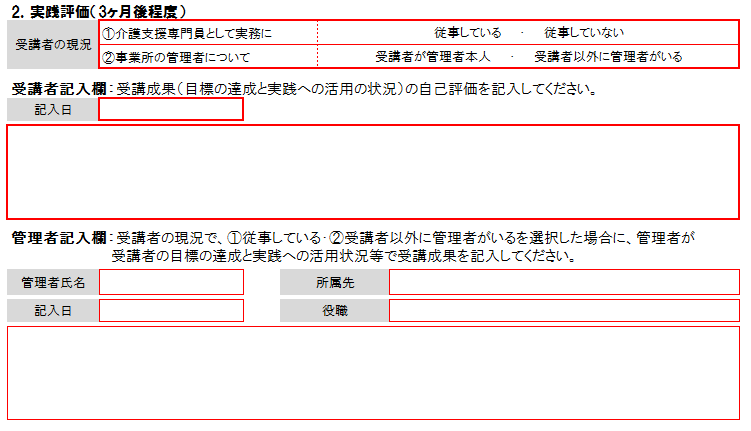 2．実践評価（3ヶ月後程度）
受講者の現況
①介護支援専門員として実務に 従事している ・ 従事していない
②事業所の管理者について 受講者が管理者本人 ・ 受講者以外に管理者がいる
受講者記入欄：受講成果（目標の達成と実践への活用の状況）の自己評価を記入してください。
記入日
管理者記入欄：受講者の現況で、①従事している・②受講者以外に管理者がいるを選択した場合に、管理者が
受講者の目標の達成と実践への活用状況等で受講成果を記入してください。
管理者氏名 所属先
記入日 役職